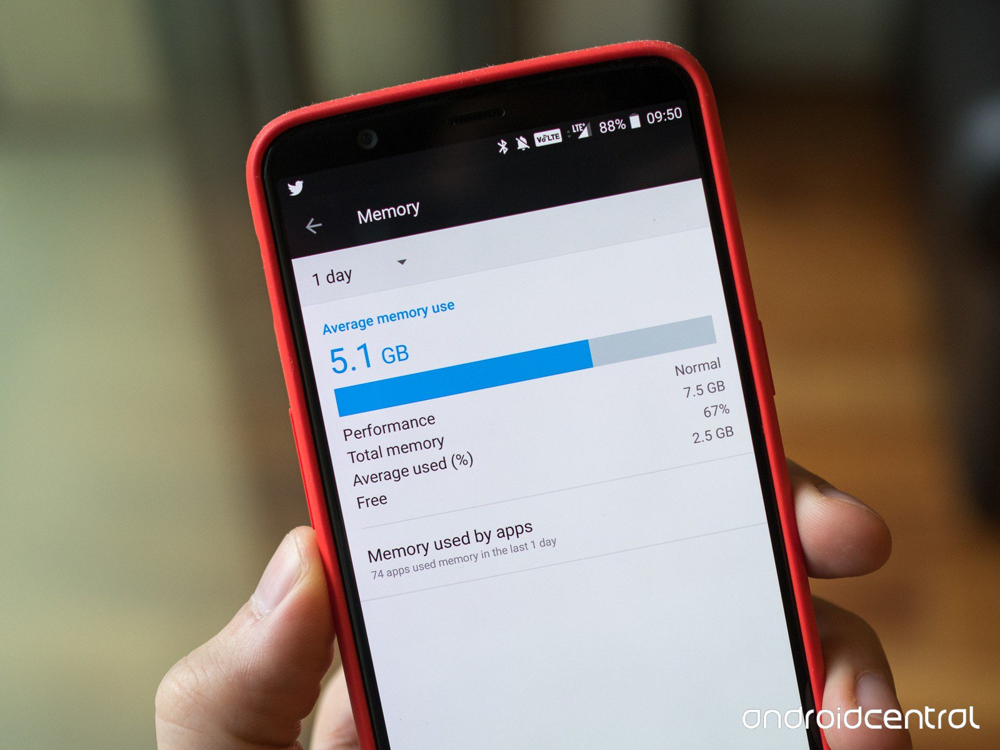 VoLTE LTE+ 88% 09:50
Memory
1 day
Average memory use
5.1 GB
Performance Normal
Total memory 7.5 GB
Average used (%) 67%
Free 2.5 GB
Memory used by apps
74 apps used memory in the last 1 day
androidcentral